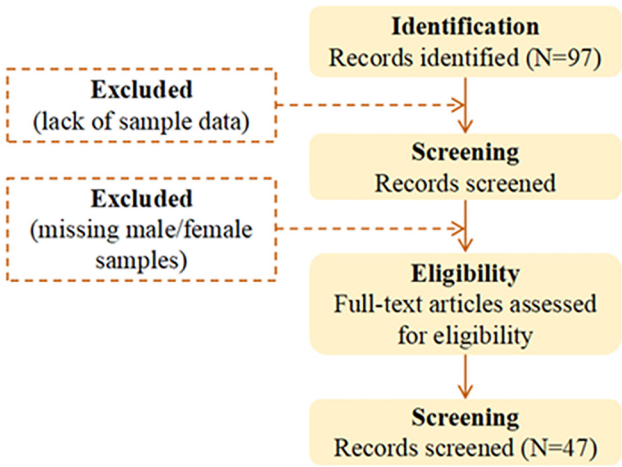 Identification
Records identified (N=97)
Excluded
(lack of sample data)
Screening
Records screened
Excluded
(missing male/female
samples)
Eligibility
Full-text articles assessed
for eligibility
Screening
Records screened (N=47)